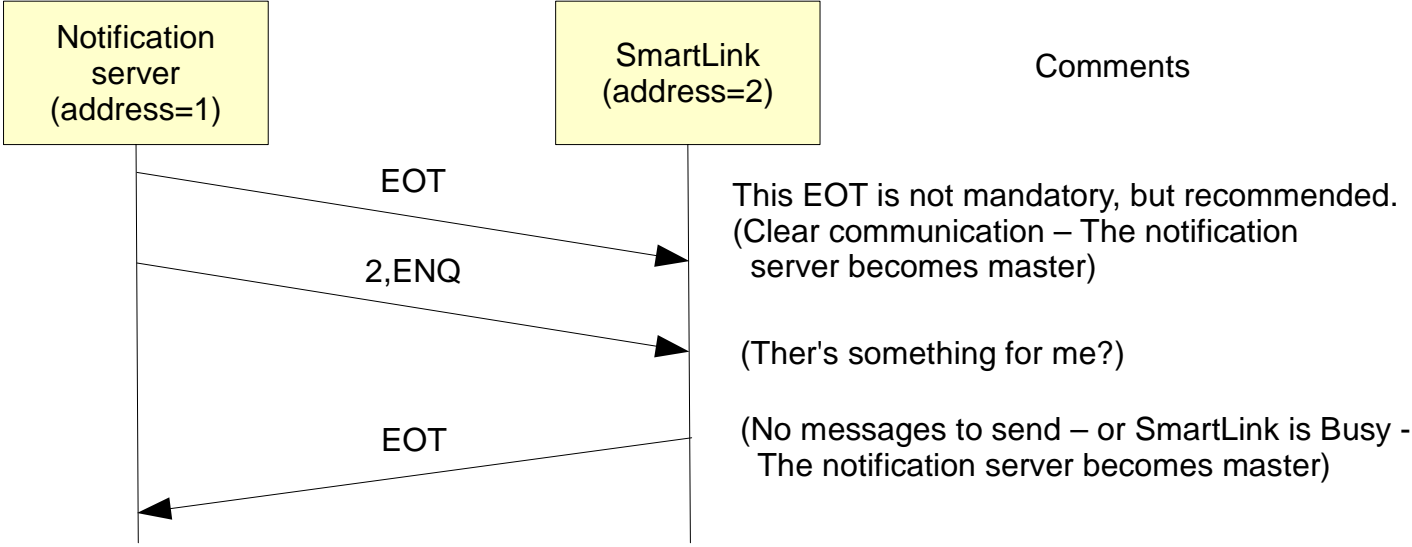 Notification
server
(address=1)
SmartLink
(address=2)
Comments
EOT
This EOT is not mandatory, but recommended.
(Clear communication – The notification
server becomes master)
2,ENQ
(Ther's something for me?)
EOT
(No messages to send – or SmartLink is Busy -
The notification server becomes master)